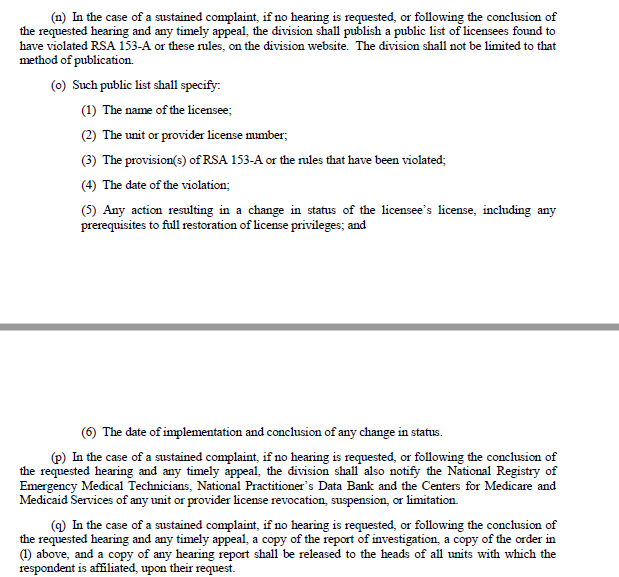 (n) In the case of a sustained complaint, if no hearing is requested, or following the conclusion of
the requested hearing and any timely appeal, the division shall publish a public list of licensees found to
have violated RSA 153-A or these rules, on the division website. The division shall not be limited to that
method of publication.
(o) Such public list shall specify:
(1) The name of the licensee;
(2) The unit or provider license number;
(3) The provision(s) of RSA 153-A or the rules that have been violated;
(4) The date of the violation;
(5) Any action resulting in a change in status of the licensee's license, including any
prerequisites to full restoration of license privileges; and
(6) The date of implementation and conclusion of any change in status.
(p) In the case of a sustained complaint, if no hearing is requested, or following the conclusion of
the requested hearing and any timely appeal, the division shall also notify the National Registry of
Emergency Medical Technicians, National Practitioner's Data Bank and the Centers for Medicare and
Medicaid Services of any unit or provider license revocation, suspension, or limitation.
(q) In the case of a sustained complaint, if no hearing is requested, or following the conclusion of
the requested hearing and any timely appeal, a copy of the report of investigation, a copy of the order in
(l) above, and a copy of any hearing report shall be released to the heads of all units with which the
respondent is affiliated, upon their request.